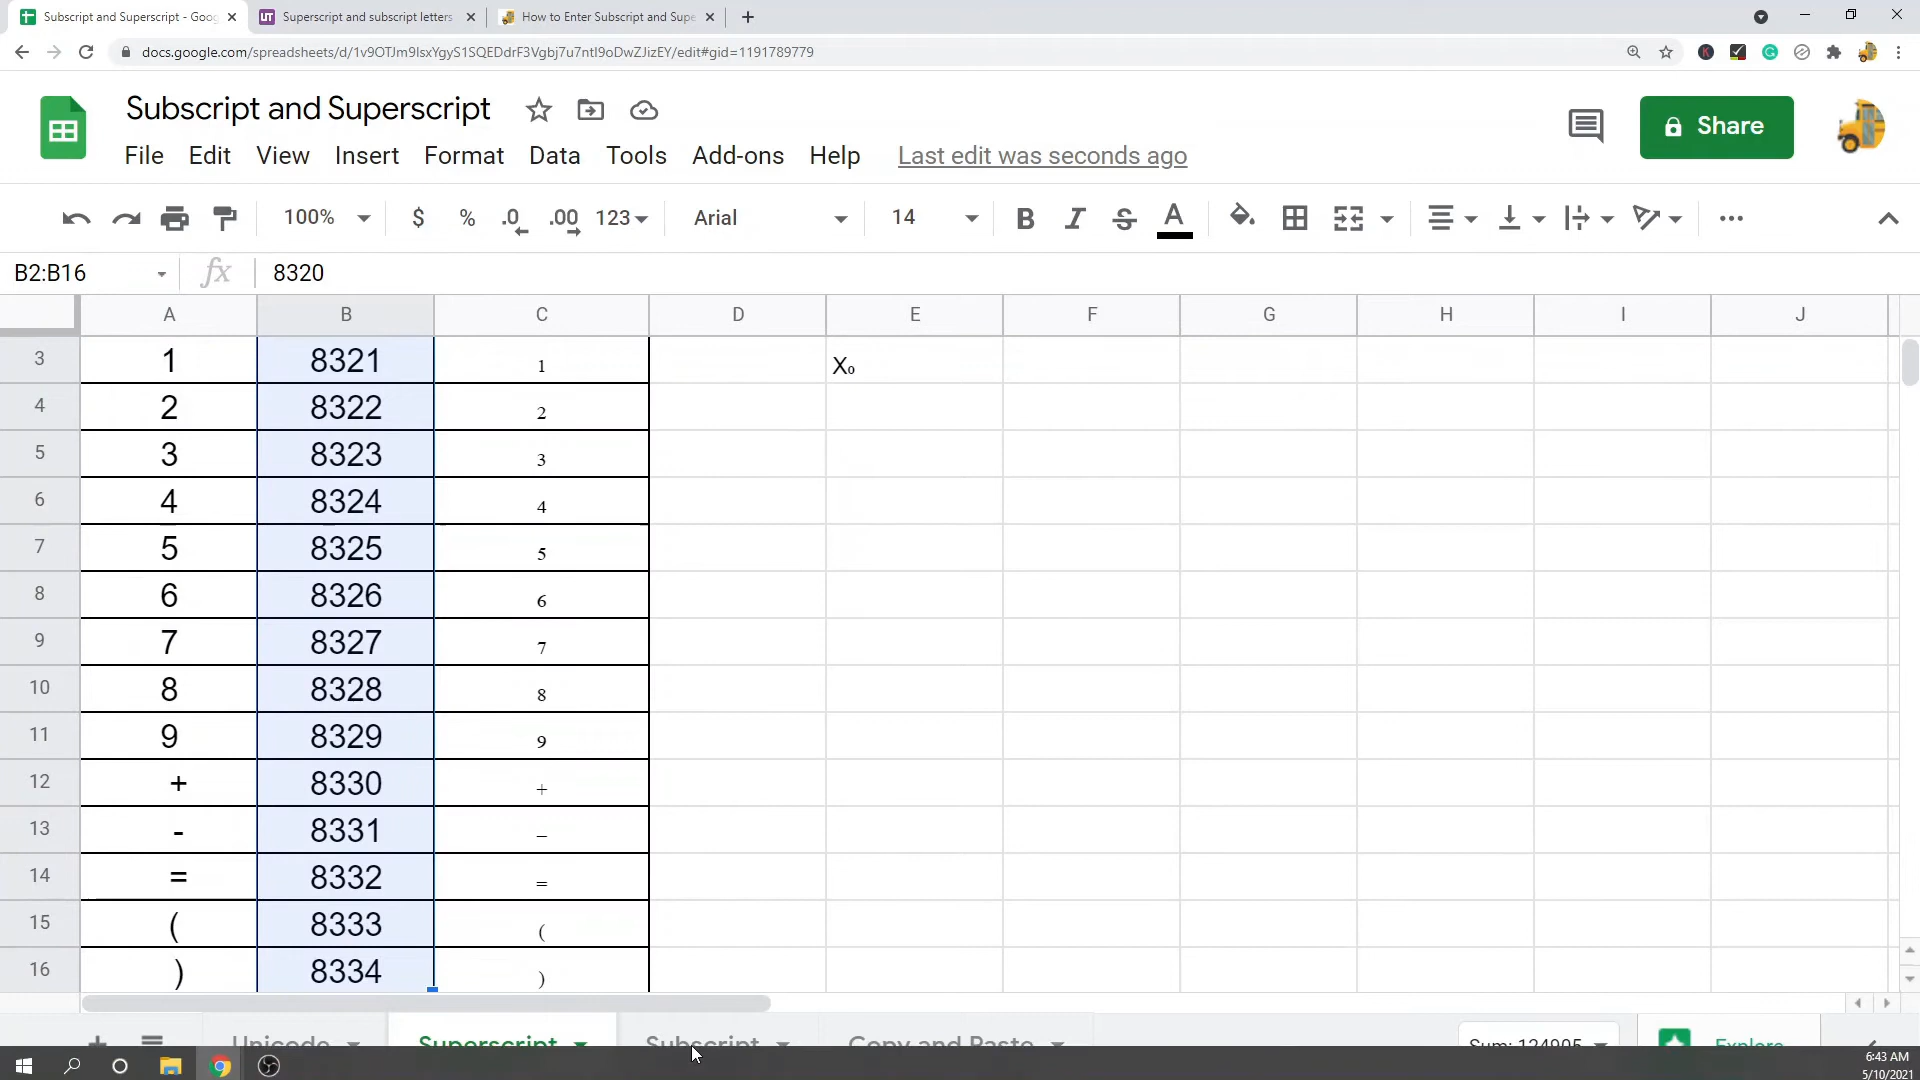 Subscript and Superscript - Goog
Superscript and subscript letters
How to Enter Subscript and Supe
docs.google.com/spreadsheets/d/1v9OTJm9IsxYgyS1SQEDdrF3Vgbj7u7ntI9oDwZJizEY/edit#gid=1191789779
Subscript and Superscript
Share
File Edit View Insert Format Data Tools Add-ons Help Last edit was seconds ago
100% $ % .0 .00 123 Arial 14 B I S A
B2:B16 fx 8320
A B C D E F G H I J
3 1 8321 ₁ X₀
4 2 8322 ₂
5 3 8323 ₃
6 4 8324 ₄
7 5 8325 ₅
8 6 8326 ₆
9 7 8327 ₇
10 8 8328 ₈
11 9 8329 ₉
12 + 8330 ₊
13 - 8331 ₋
14 = 8332 ₌
15 ( 8333 ₍
16 ) 8334 ₎
Unicode Superscript Subscript Copy and Paste Sum: 124905 Explore
6:43 AM
5/10/2021